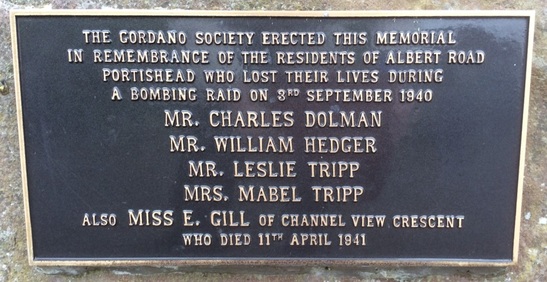 THE GORDANO SOCIETY ERECTED THIS MEMORIAL
IN REMEMBRANCE OF THE RESIDENTS OF ALBERT ROAD
PORTISHEAD WHO LOST THEIR LIVES DURING
A BOMBING RAID ON 3RD SEPTEMBER 1940
MR. CHARLES DOLMAN
MR. WILLIAM HEDGER
MR. LESLIE TRIPP
MRS. MABEL TRIPP
ALSO MISS E. GILL OF CHANNEL VIEW CRESCENT
WHO DIED 11TH APRIL 1941